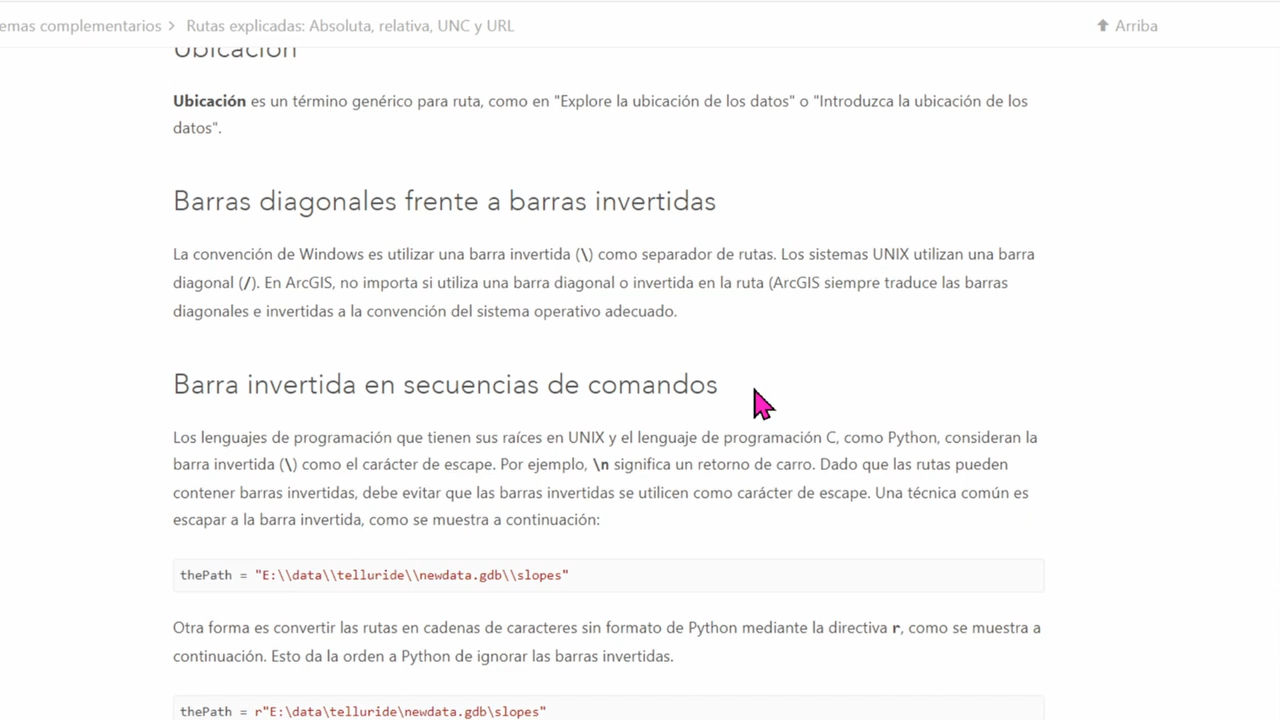 emas complementarios > Rutas explicadas: Absoluta, relativa, UNC y URL
Arriba
Ubicación
Ubicación es un término genérico para ruta, como en "Explore la ubicación de los datos" o "Introduzca la ubicación de los
datos".
Barras diagonales frente a barras invertidas
La convención de Windows es utilizar una barra invertida (\) como separador de rutas. Los sistemas UNIX utilizan una barra
diagonal (/). En ArcGIS, no importa si utiliza una barra diagonal o invertida en la ruta (ArcGIS siempre traduce las barras
diagonales e invertidas a la convención del sistema operativo adecuado.
Barra invertida en secuencias de comandos
Los lenguajes de programación que tienen sus raíces en UNIX y el lenguaje de programación C, como Python, consideran la
barra invertida (\) como el carácter de escape. Por ejemplo, \n significa un retorno de carro. Dado que las rutas pueden
contener barras invertidas, debe evitar que las barras invertidas se utilicen como carácter de escape. Una técnica común es
escapar a la barra invertida, como se muestra a continuación:
thePath = "E:\\data\\telluride\\newdata.gdb\\slopes"
Otra forma es convertir las rutas en cadenas de caracteres sin formato de Python mediante la directiva r, como se muestra a
continuación. Esto da la orden a Python de ignorar las barras invertidas.
thePath = r"E:\data\telluride\newdata.gdb\slopes"